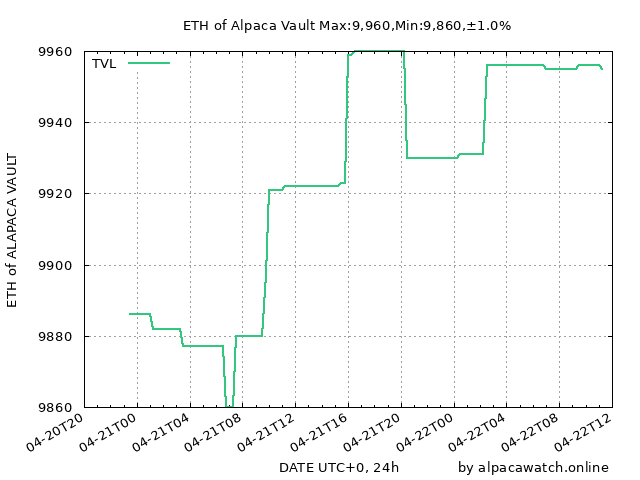 ETH of Alpaca Vault Max:9,960,Min:9,860,±1.0%
TVL
ETH of ALAPACA VAULT
9960
9940
9920
9900
9880
9860
04-20T20
04-21T00
04-21T04
04-21T08
04-21T12
04-21T16
04-21T20
04-22T00
04-22T04
04-22T08
04-22T12
DATE UTC+0, 24h
by alpacawatch.online